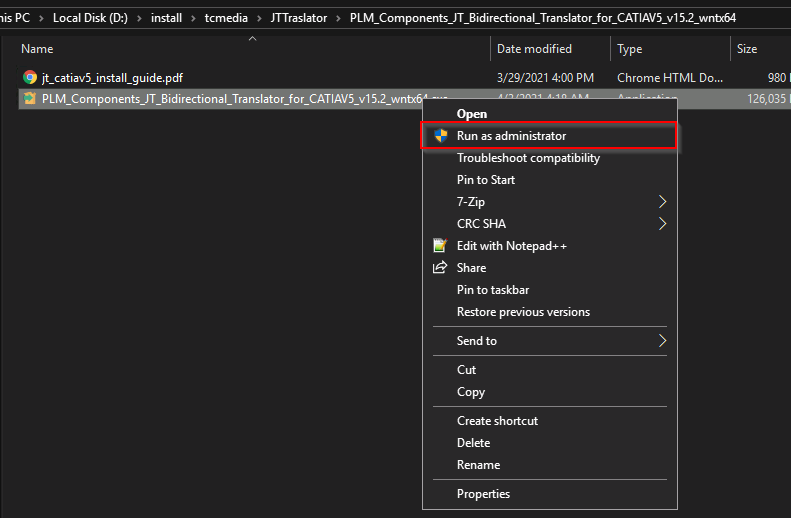 his PC > Local Disk (D:) > install > tcmedia > JTTraslator > PLM_Components_JT_Bidirectional_Translator_for_CATIAV5_v15.2_wntx64
Name Date modified Type Size
jt_catiav5_install_guide.pdf 3/29/2021 4:00 PM Chrome HTML Do... 980
PLM_Components_JT_Bidirectional_Translator_for_CATIAV5_v15.2_wntx64.exe 4/2/2021 4:18 AM Application 126,035
Open
Run as administrator
Troubleshoot compatibility
Pin to Start
7-Zip
CRC SHA
Edit with Notepad++
Share
Pin to taskbar
Restore previous versions
Send to
Cut
Copy
Create shortcut
Delete
Rename
Properties